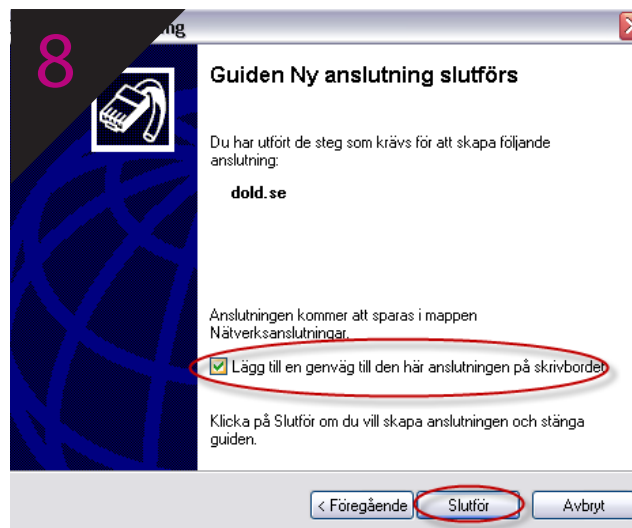 8
Guiden Ny anslutning slutförs
Du har utfört de steg som krävs för att skapa följande
anslutning:
dold.se
Anslutningen kommer att sparas i mappen
Nätverksanslutningar.
Lägg till en genväg till den här anslutningen på skrivbordet
Klicka på Slutför om du vill skapa anslutningen och stänga
guiden.
< Föregående Slutför Avbryt